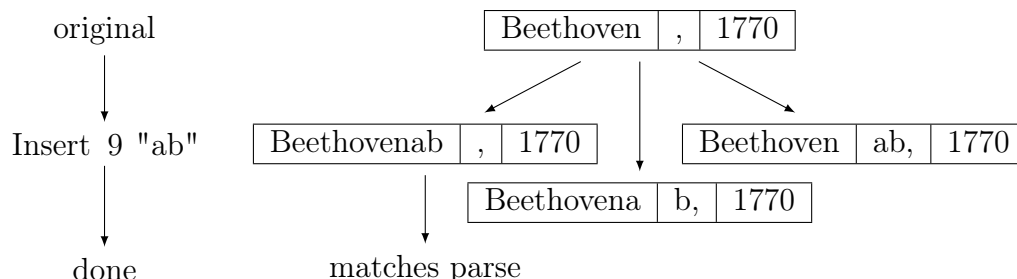 original
Beethoven , 1770
Insert 9 "ab"
Beethovenab , 1770
Beethoven ab, 1770
Beethovena b, 1770
done
matches parse